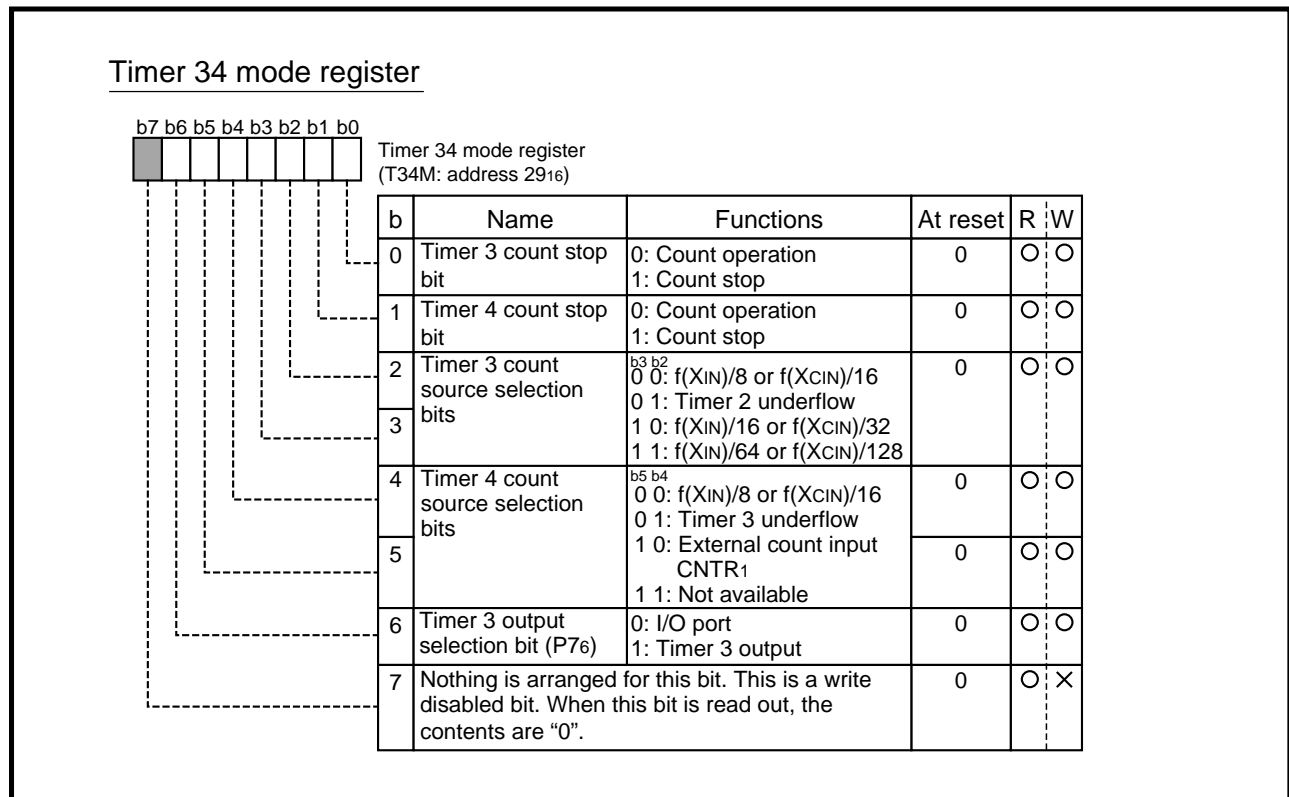 Timer 34 mode register
b7 b6 b5 b4 b3 b2 b1 b0
Timer 34 mode register
(T34M: address 2916)
b Name Functions At reset R W
0 Timer 3 count stop bit 0: Count operation 0 O O
1: Count stop
1 Timer 4 count stop bit 0: Count operation 0 O O
1: Count stop
2 Timer 3 count source selection bits b3 b2 0 O O
0 0: f(XIN)/8 or f(XCIN)/16
0 1: Timer 2 underflow
3 1 0: f(XIN)/16 or f(XCIN)/32
1 1: f(XIN)/64 or f(XCIN)/128
4 Timer 4 count source selection bits b5 b4 0 O O
0 0: f(XIN)/8 or f(XCIN)/16
0 1: Timer 3 underflow
5 1 0: External count input 0 O O
CNTR1
1 1: Not available
6 Timer 3 output selection bit (P76) 0: I/O port 0 O O
1: Timer 3 output
7 Nothing is arranged for this bit. This is a write 0 O ×
disabled bit. When this bit is read out, the
contents are “0”.